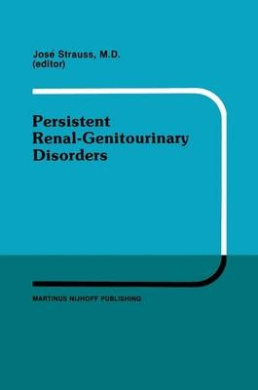 José Strauss, M.D.
(editor)
Persistent
Renal-Genitourinary
Disorders
MARTINUS NIJHOFF PUBLISHING